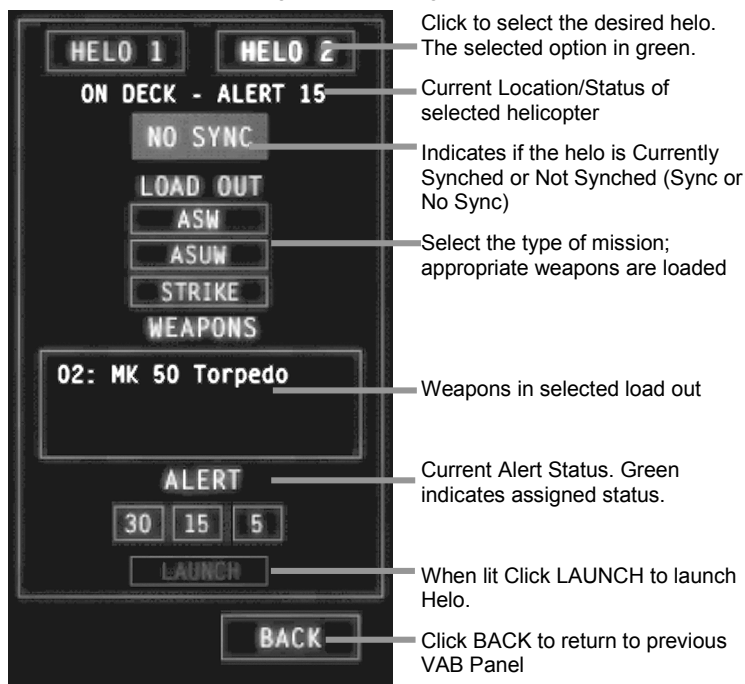 HELO 1 HELO 2
ON DECK - ALERT 15
NO SYNC
LOAD OUT
ASW
ASUW
STRIKE
WEAPONS
02: MK 50 Torpedo
ALERT
30 15 5
LAUNCH
BACK
Click to select the desired helo.
The selected option in green.
Current Location/Status of
selected helicopter
Indicates if the helo is Currently
Synched or Not Synched (Sync or
No Sync)
Select the type of mission;
appropriate weapons are loaded
Weapons in selected load out
Current Alert Status. Green
indicates assigned status.
When lit Click LAUNCH to launch
Helo.
Click BACK to return to previous
VAB Panel